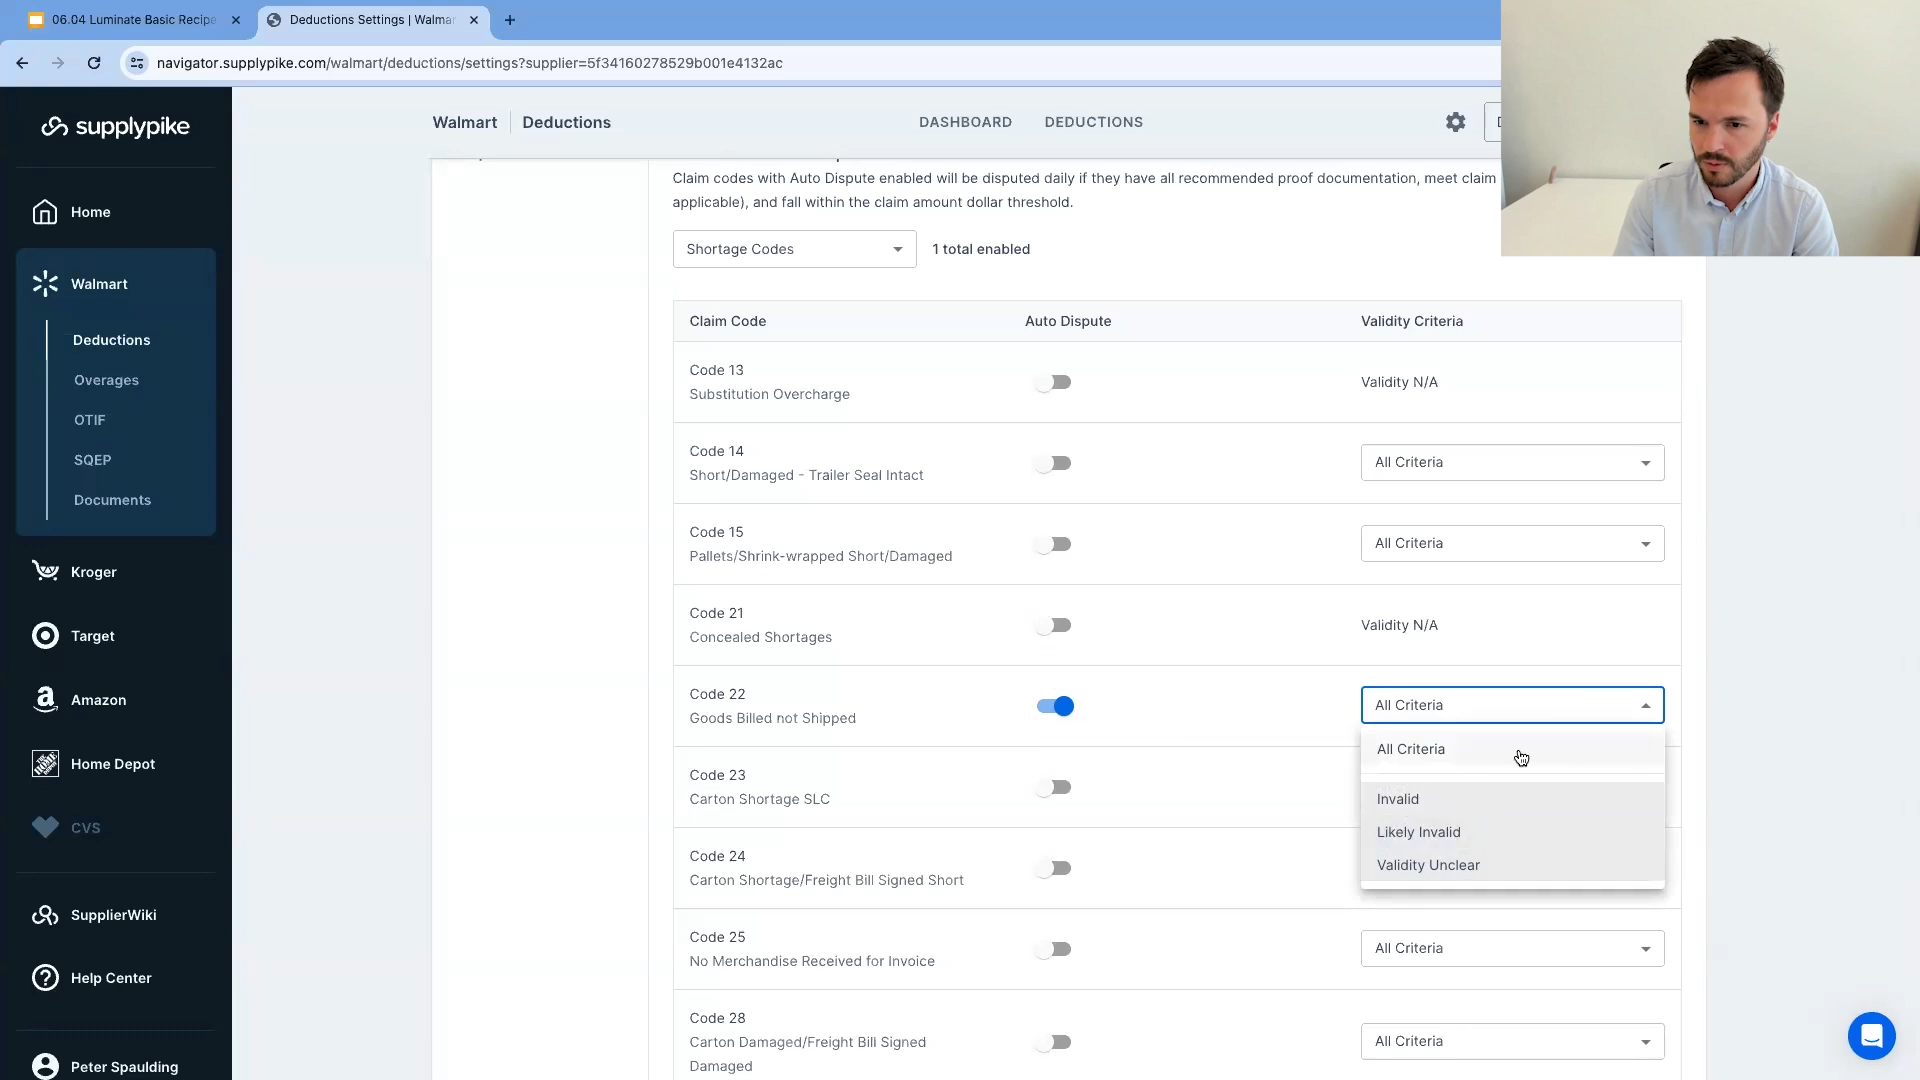 06.04 Luminate Basic Recipe
Deductions Settings | Walmar
navigator.supplypike.com/walmart/deductions/settings?supplier=5f34160278529b001e4132ac
supplypike
Walmart
Deductions
DASHBOARD
DEDUCTIONS
Home
Walmart
Deductions
Overages
OTIF
SQEP
Documents
Kroger
Target
Amazon
Home Depot
CVS
SupplierWiki
Help Center
Peter Spaulding
Claim codes with Auto Dispute enabled will be disputed daily if they have all recommended proof documentation, meet claim
applicable), and fall within the claim amount dollar threshold.
Shortage Codes
1 total enabled
Claim Code
Auto Dispute
Validity Criteria
Code 13
Substitution Overcharge
Validity N/A
Code 14
Short/Damaged - Trailer Seal Intact
All Criteria
Code 15
Pallets/Shrink-wrapped Short/Damaged
All Criteria
Code 21
Concealed Shortages
Validity N/A
Code 22
Goods Billed not Shipped
All Criteria
All Criteria
Invalid
Likely Invalid
Validity Unclear
Code 23
Carton Shortage SLC
Code 24
Carton Shortage/Freight Bill Signed Short
Code 25
No Merchandise Received for Invoice
All Criteria
Code 28
Carton Damaged/Freight Bill Signed
Damaged
All Criteria